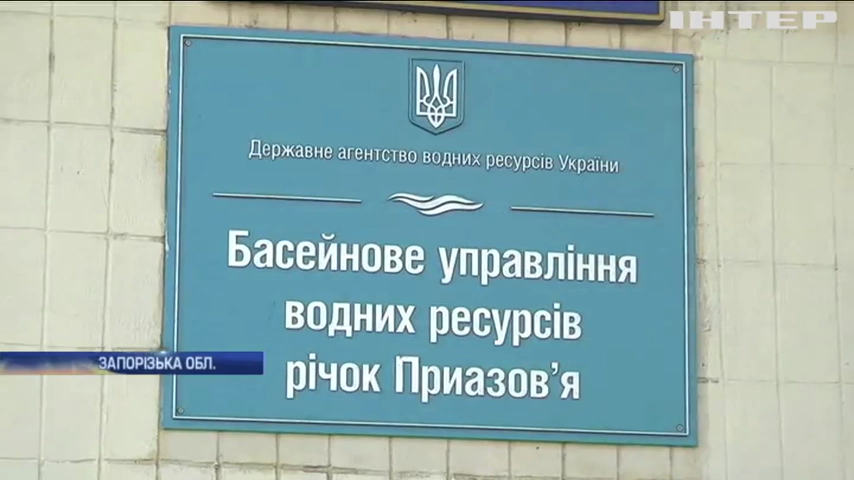 ІНТЕР
Державне агентство водних ресурсів України
Басейнове управління
водних ресурсів
річок Приазов'я
ЗАПОРІЗЬКА ОБЛ.